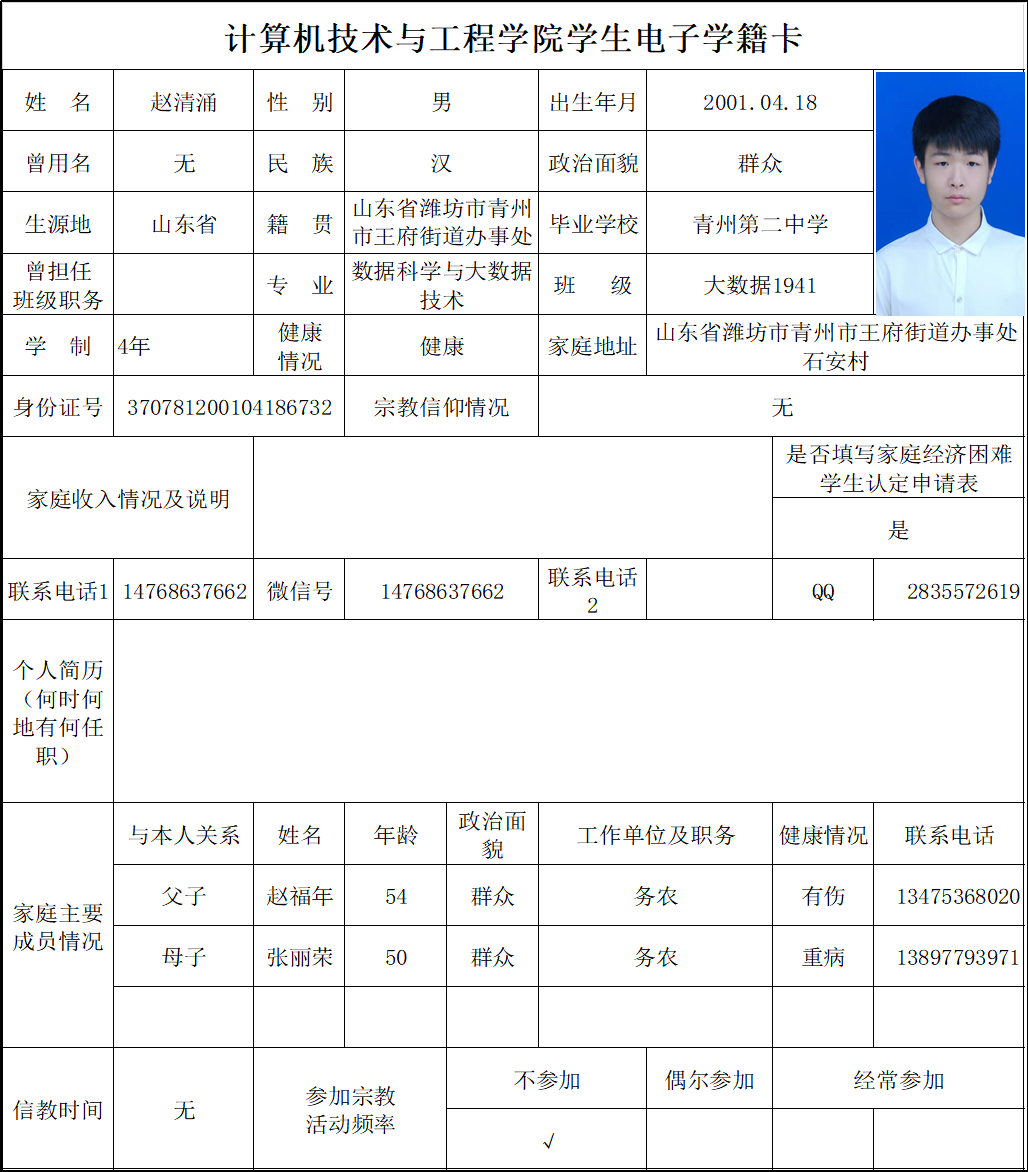 计算机技术与工程学院学生电子学籍卡
姓 名 赵清涌 性 别 男 出生年月 2001.04.18
曾用名 无 民 族 汉 政治面貌 群众
生源地 山东省 籍 贯 山东省潍坊市青州
市王府街道办事处 毕业学校 青州第二中学
曾担任
班级职务 专 业 数据科学与大数据
技术 班 级 大数据1941
学 制 4年 健康
情况 健康 家庭地址 山东省潍坊市青州市王府街道办事处
石安村
身份证号 370781200104186732 宗教信仰情况 无
家庭收入情况及说明 是否填写家庭经济困难
学生认定申请表
是
联系电话1 14768637662 微信号 14768637662 联系电话
2 QQ 2835572619
个人简历
（何时何
地有何任
职）
家庭主要
成员情况
与本人关系 姓名 年龄 政治面
貌 工作单位及职务 健康情况 联系电话
父子 赵福年 54 群众 务农 有伤 13475368020
母子 张丽荣 50 群众 务农 重病 13897793971
信教时间 无 参加宗教
活动频率 不参加 偶尔参加 经常参加
√